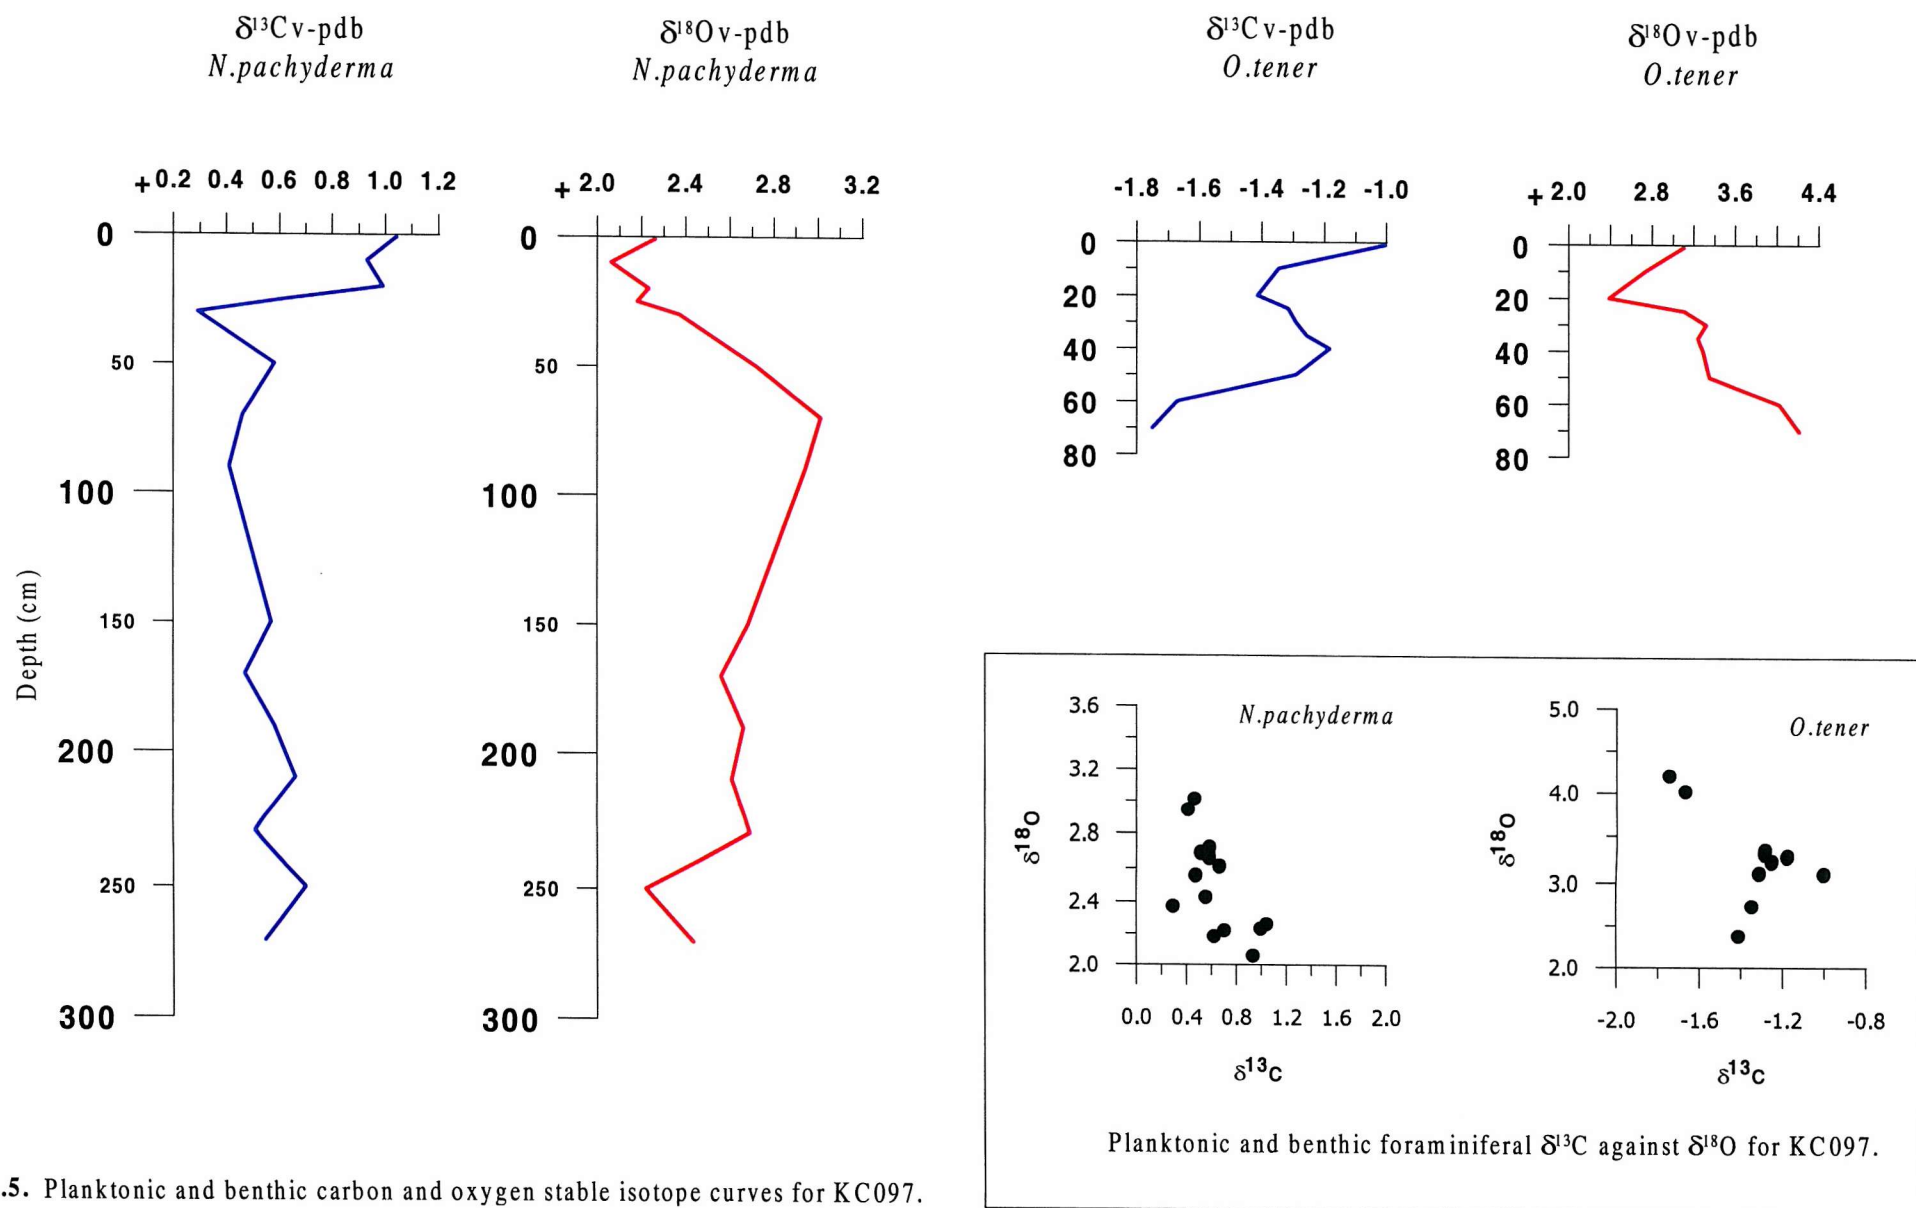 δ¹³Cv-pdb
N.pachyderma
+0.2 0.4 0.6 0.8 1.0 1.2
0
50
100
150
200
250
300
Depth (cm)
δ¹⁸Ov-pdb
N.pachyderma
+ 2.0 2.4 2.8 3.2
0
50
100
150
200
250
300
δ¹³Cv-pdb
O.tener
-1.8 -1.6 -1.4 -1.2 -1.0
0
20
40
60
80
δ¹⁸Ov-pdb
O.tener
+ 2.0 2.8 3.6 4.4
0
20
40
60
80
N.pachyderma
3.6
3.2
2.8
2.4
2.0
δ¹⁸O
0.0 0.4 0.8 1.2 1.6 2.0
δ¹³C
O.tener
5.0
4.0
3.0
2.0
δ¹⁸O
-2.0 -1.6 -1.2 -0.8
δ¹³C
Planktonic and benthic foraminiferal δ¹³C against δ¹⁸O for KC097.
.5. Planktonic and benthic carbon and oxygen stable isotope curves for KC097.